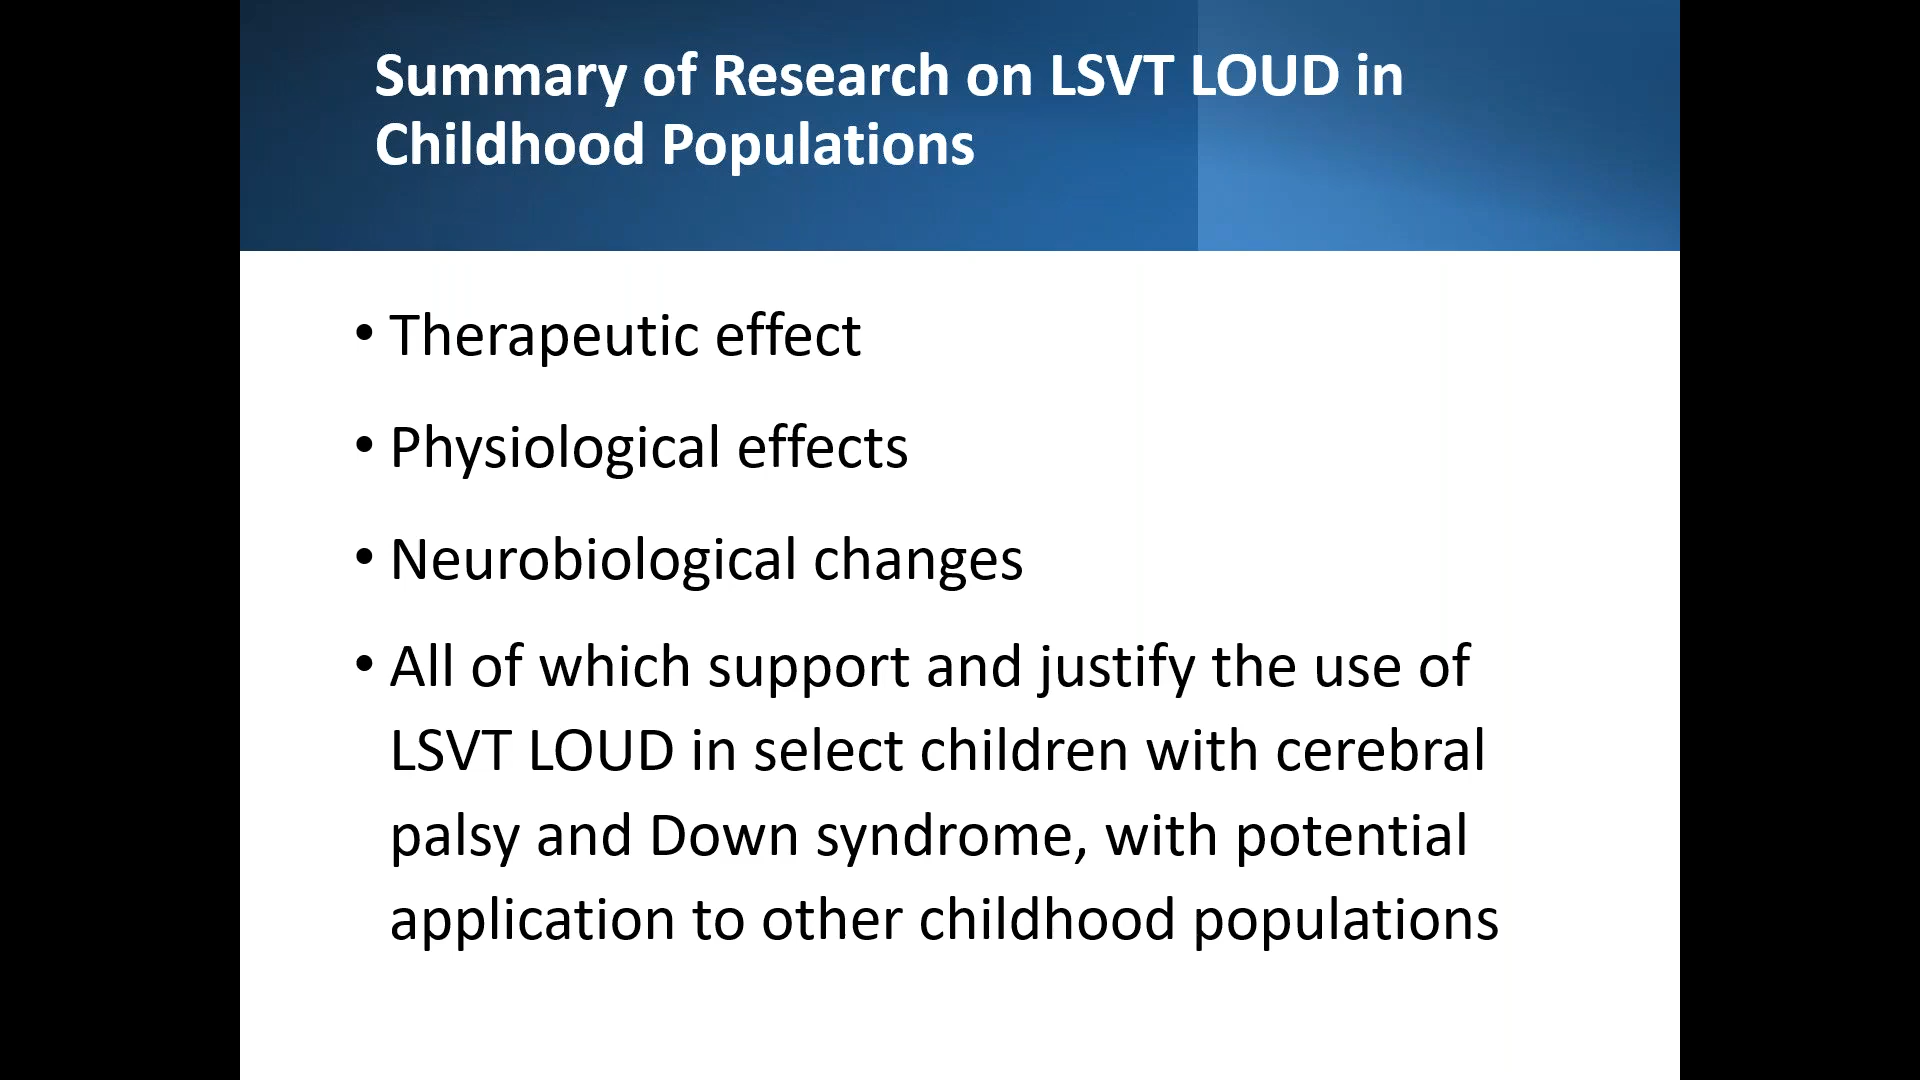 Summary of Research on LSVT LOUD in
Childhood Populations
• Therapeutic effect
• Physiological effects
• Neurobiological changes
• All of which support and justify the use of
LSVT LOUD in select children with cerebral
palsy and Down syndrome, with potential
application to other childhood populations